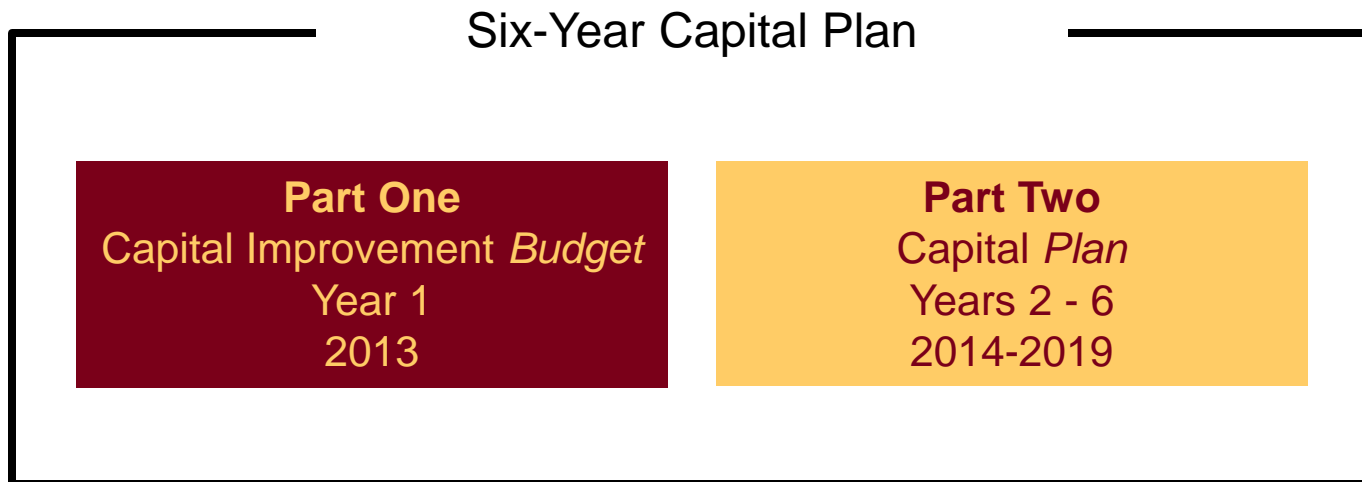 Six-Year Capital Plan
Part One
Capital Improvement Budget
Year 1
2013
Part Two
Capital Plan
Years 2 - 6
2014-2019